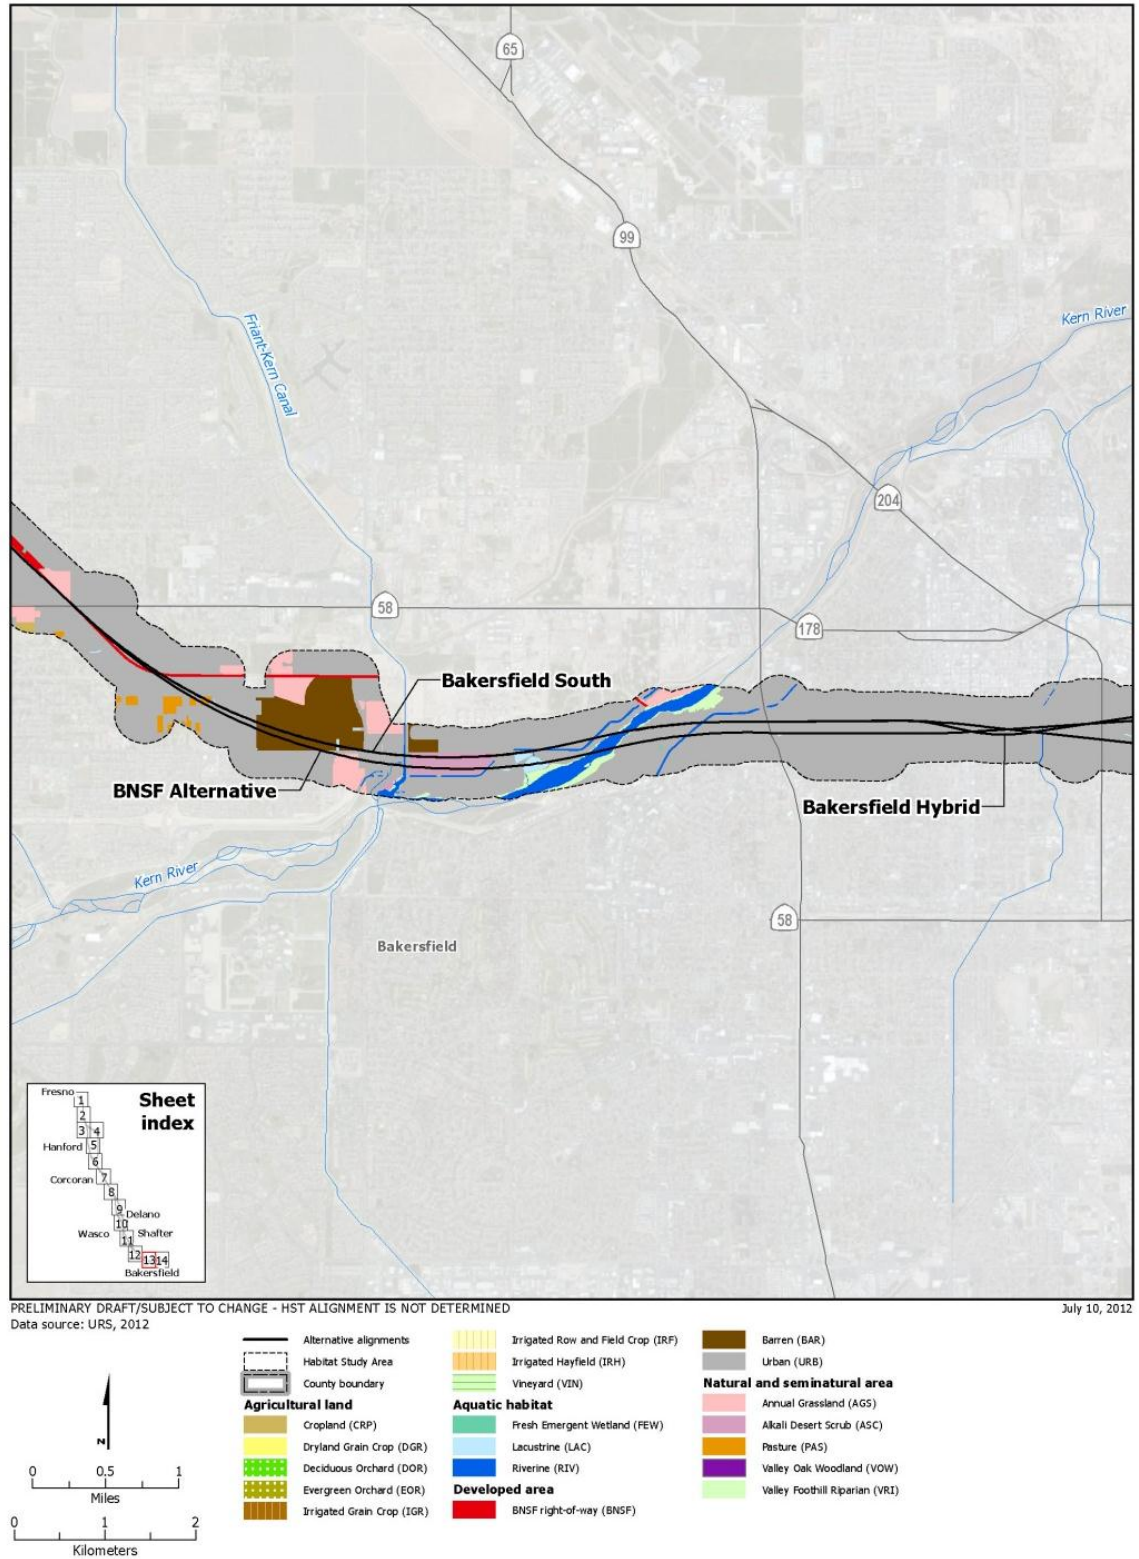 65
99
Kern River
Friant-Kern Canal
204
58
178
Bakersfield South
BNSF Alternative
Bakersfield Hybrid
Kern River
58
Bakersfield
Sheet
index
Fresno
1
2
3 4
Hanford 5
6
Corcoran 7
8
9 Delano
10
Wasco 11 Shafter
12 13 14
Bakersfield
PRELIMINARY DRAFT/SUBJECT TO CHANGE - HST ALIGNMENT IS NOT DETERMINED
July 10, 2012
Data source: URS, 2012
N
0 0.5 1
Miles
0 1 2
Kilometers
Alternative alignments
Habitat Study Area
County boundary
Agricultural land
Cropland (CRP)
Dryland Grain Crop (DGR)
Deciduous Orchard (DOR)
Evergreen Orchard (EOR)
Irrigated Grain Crop (IGR)
Irrigated Row and Field Crop (IRF)
Irrigated Hayfield (IRH)
Vineyard (VIN)
Aquatic habitat
Fresh Emergent Wetland (FEW)
Lacustrine (LAC)
Riverine (RIV)
Developed area
BNSF right-of-way (BNSF)
Barren (BAR)
Urban (URB)
Natural and seminatural area
Annual Grassland (AGS)
Alkali Desert Scrub (ASC)
Pasture (PAS)
Valley Oak Woodland (VOW)
Valley Foothill Riparian (VRI)